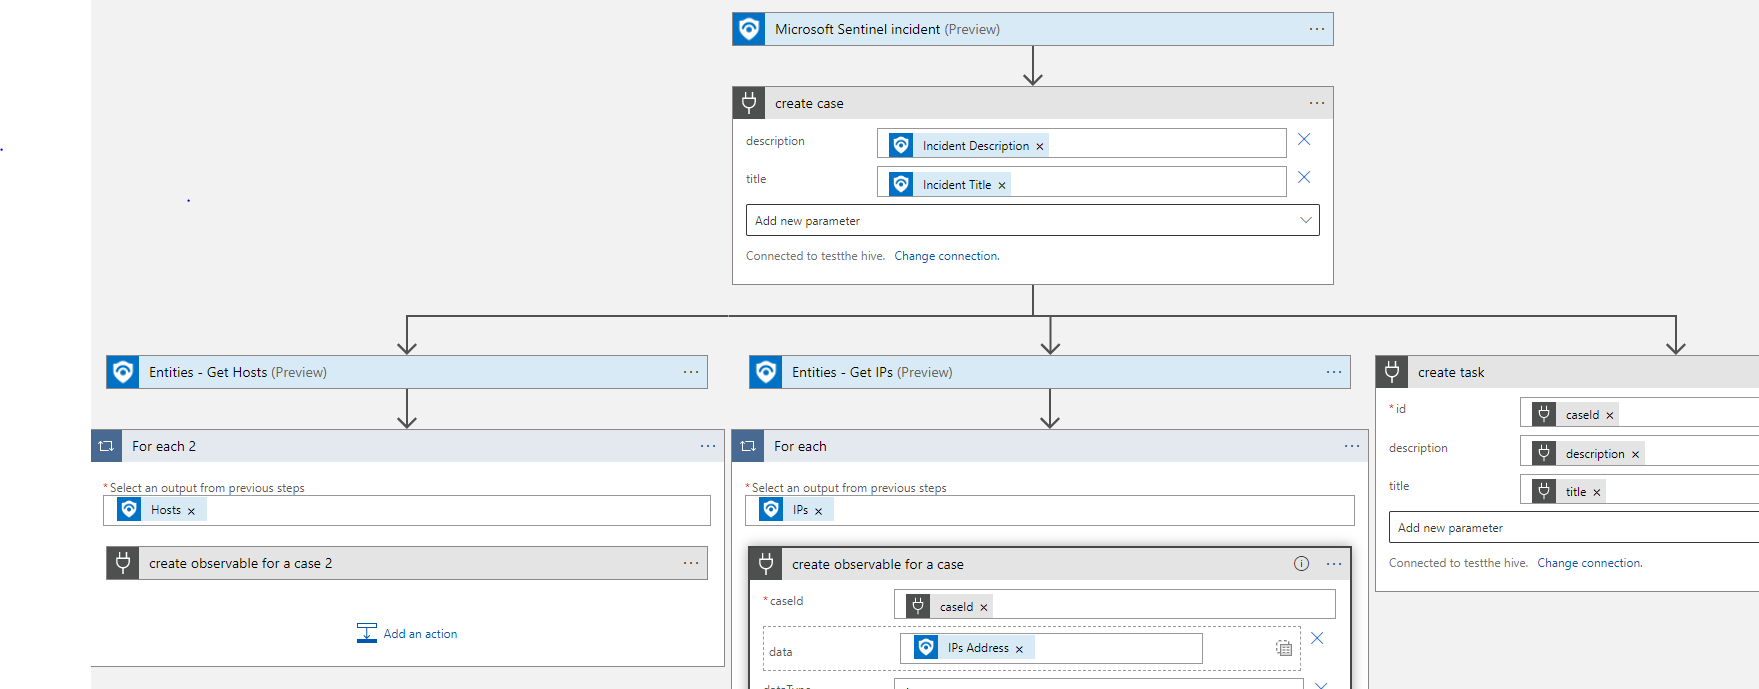 Microsoft Sentinel incident (Preview)
create case
description
Incident Description ×
title
Incident Title ×
Add new parameter
Connected to testthe hive. Change connection.
Entities - Get Hosts (Preview)
Entities - Get IPs (Preview)
create task
* id
caseId ×
description
description ×
title
title ×
Add new parameter
Connected to testthe hive. Change connection.
For each 2
* Select an output from previous steps
Hosts ×
create observable for a case 2
Add an action
For each
* Select an output from previous steps
IPs ×
create observable for a case
* caseId
caseId ×
data
IPs Address ×